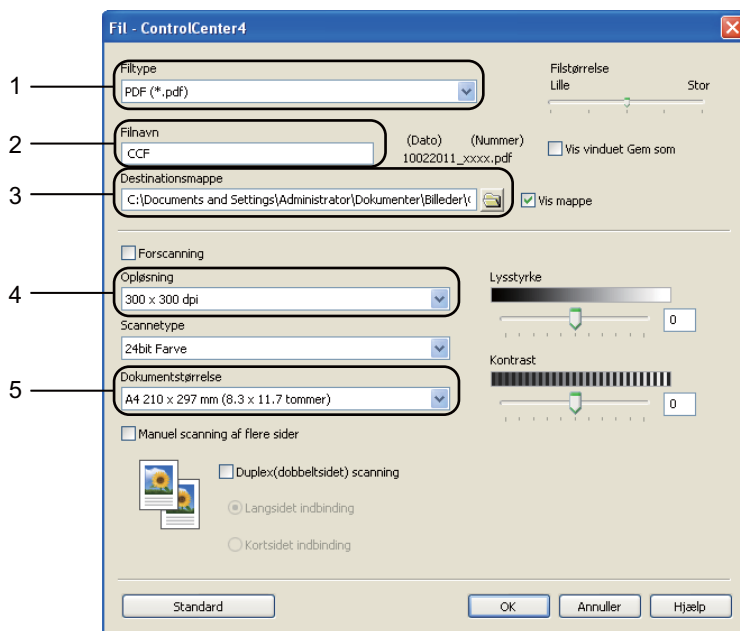 Fil - ControlCenter4
1
Filtype
PDF (*.pdf)
Filstørrelse
Lille Stor
2
Filnavn
CCF
(Dato) (Nummer)
10022011_xxxx.pdf
Vis vinduet Gem som
3
Destinationsmappe
C:\Documents and Settings\Administrator\Dokumenter\Billeder\
Vis mappe
Forscanning
4
Opløsning
300 x 300 dpi
Lysstyrke
0
Scannetype
24bit Farve
Kontrast
0
5
Dokumentstørrelse
A4 210 x 297 mm (8.3 x 11.7 tommer)
Manuel scanning af flere sider
Duplex(dobbeltsidet) scanning
Langsidet indbinding
Kortsidet indbinding
Standard OK Annuller Hjælp